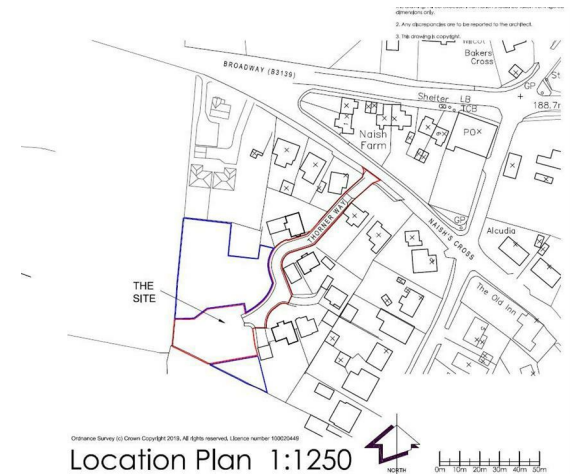 dimensions only.
2. Any discrepancies are to be reported to the architect.
3. This drawing is copyright.
Bakers
Cross
BROADWAY (B3139)
GP
Shelter LB
TCB
188.7
Naish
Farm
PO
THORNER WAY
NAISH'S CROSS
GP
Alcudia
THE
SITE
The Old Inn
Ordnance Survey (c) Crown Copyright 2019. All rights reserved. Licence number 100020449
Location Plan 1:1250
NORTH
0m 10m 20m 30m 40m 50m